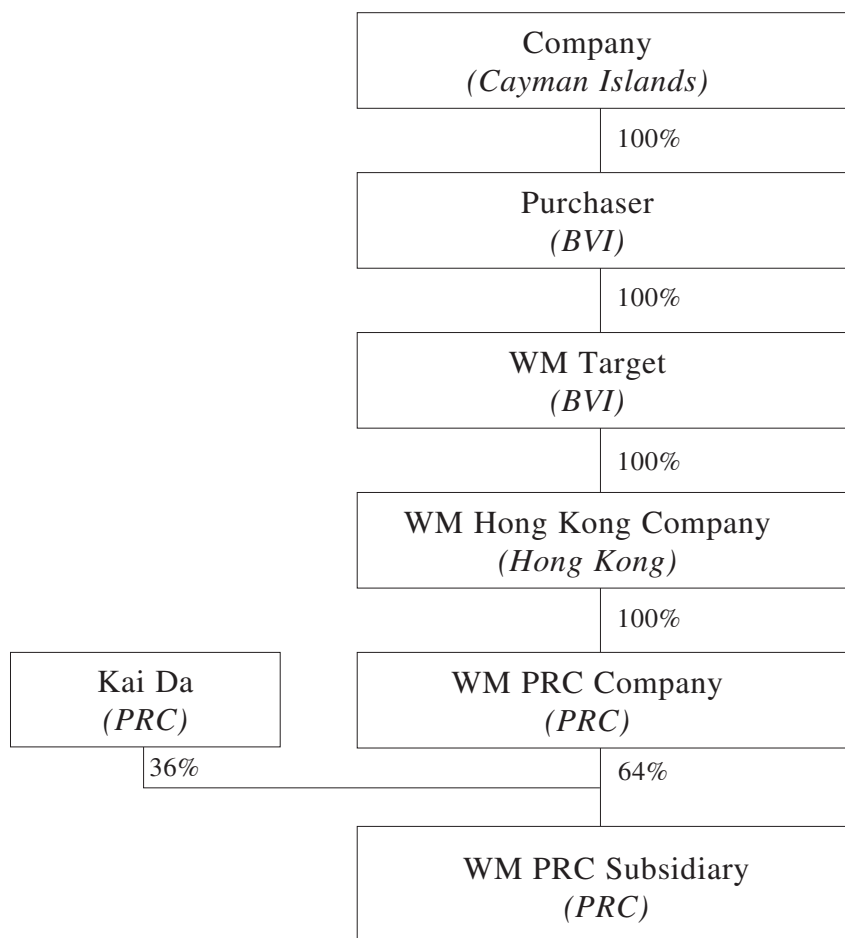 Company
(Cayman Islands)
100%
Purchaser
(BVI)
100%
WM Target
(BVI)
100%
WM Hong Kong Company
(Hong Kong)
100%
Kai Da
(PRC)
WM PRC Company
(PRC)
36%
64%
WM PRC Subsidiary
(PRC)